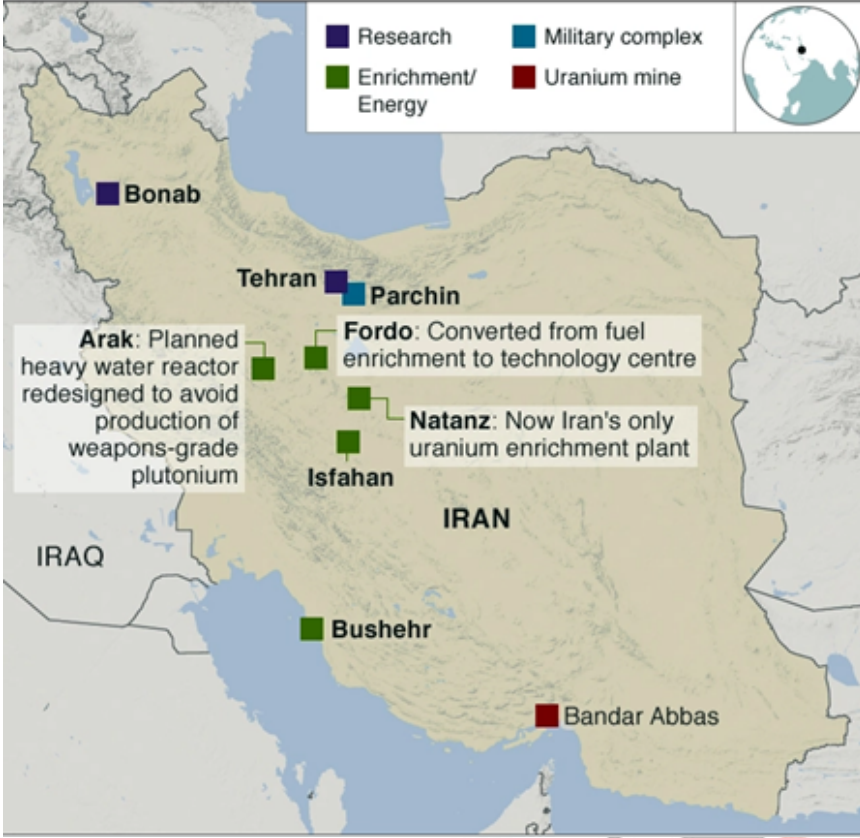 Research
Military complex
Enrichment/
Energy
Uranium mine
Bonab
Tehran
Parchin
Arak: Planned
heavy water reactor
redesigned to avoid
production of
weapons-grade
plutonium
Fordo: Converted from fuel
enrichment to technology centre
Natanz: Now Iran's only
uranium enrichment plant
Isfahan
IRAN
IRAQ
Bushehr
Bandar Abbas